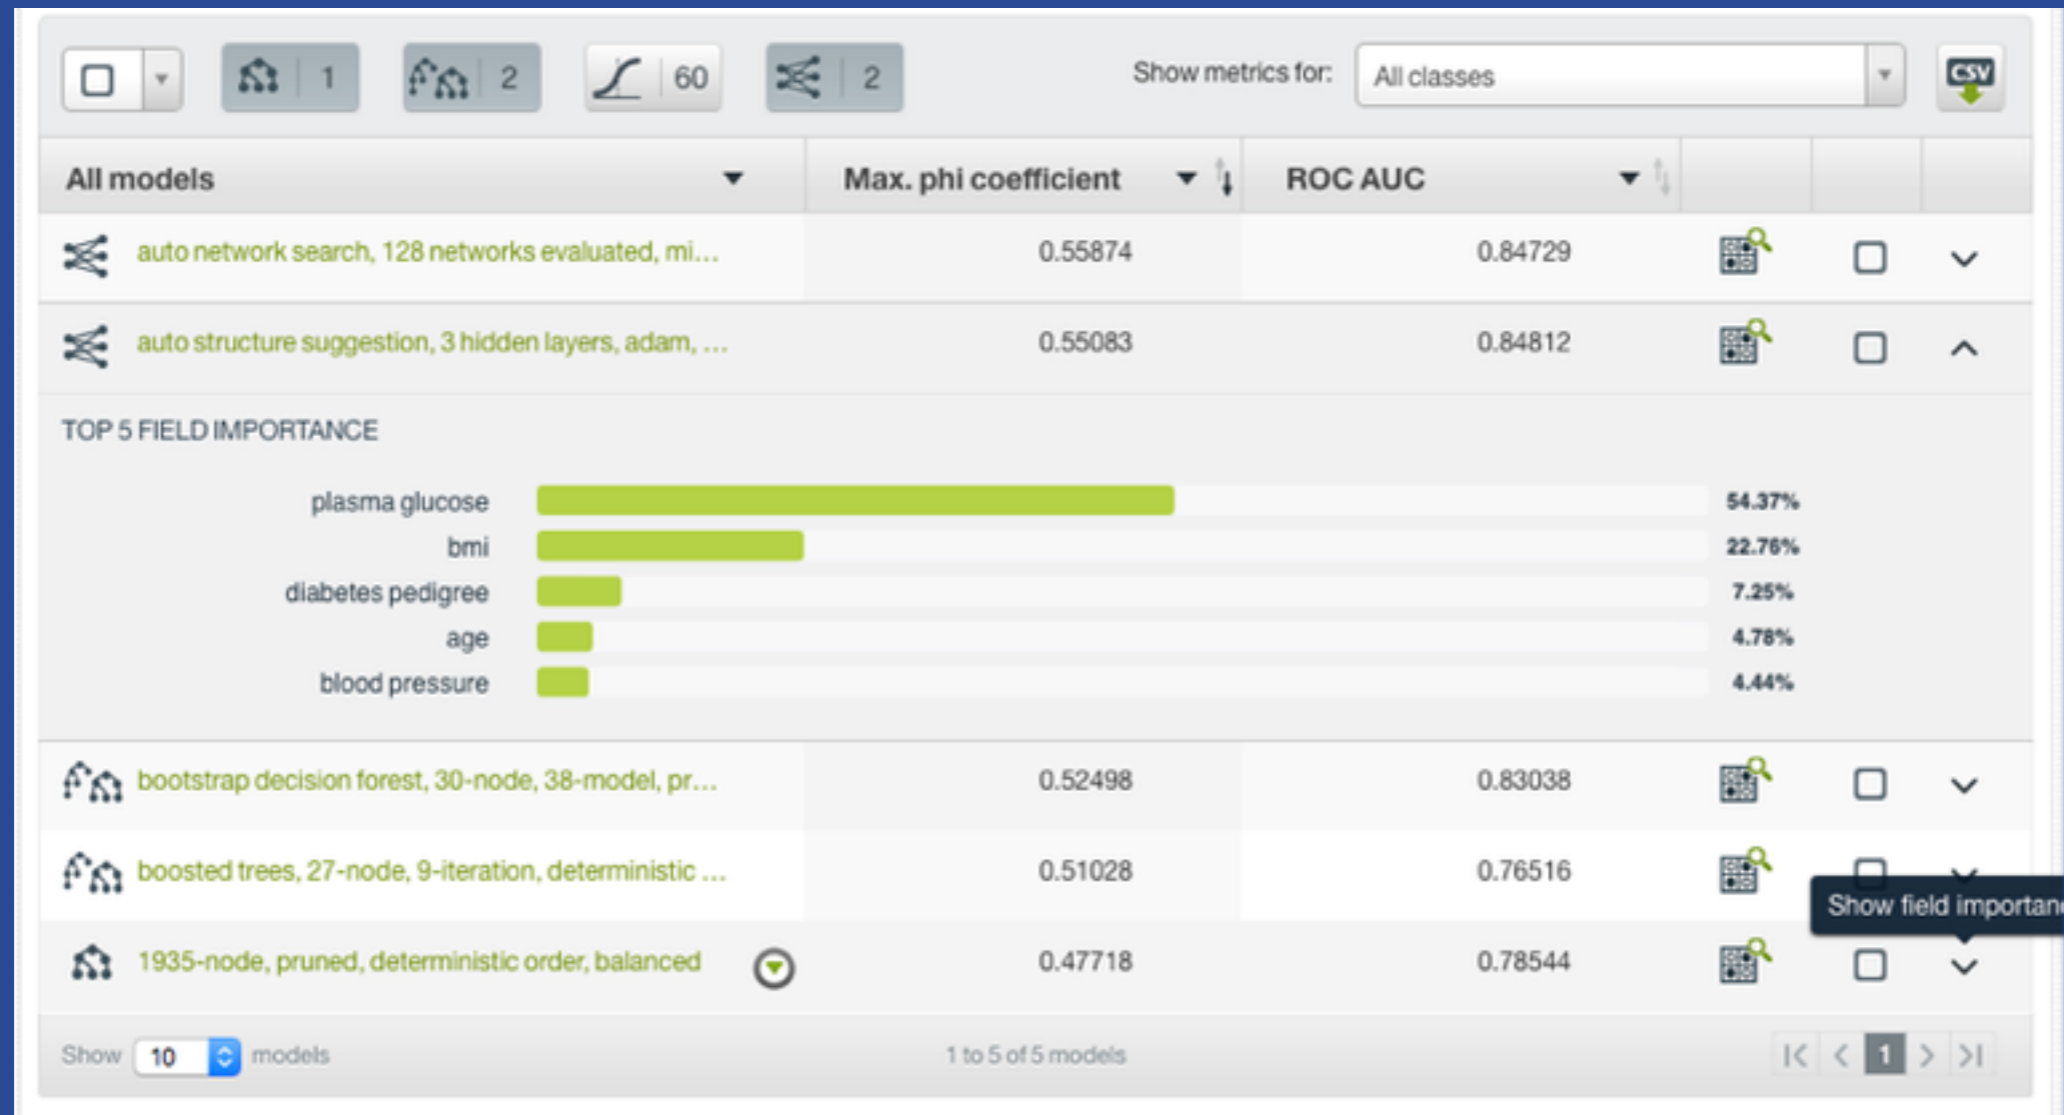 1 2 60 2 Show metrics for: All classes CSV
All models Max. phi coefficient ROC AUC
auto network search, 128 networks evaluated, mi... 0.55874 0.84729
auto structure suggestion, 3 hidden layers, adam, ... 0.55083 0.84812
TOP 5 FIELD IMPORTANCE
plasma glucose 54.37%
bmi 22.76%
diabetes pedigree 7.25%
age 4.78%
blood pressure 4.44%
bootstrap decision forest, 30-node, 38-model, pr... 0.52498 0.83038
boosted trees, 27-node, 9-iteration, deterministic ... 0.51028 0.76516
Show field importan
1935-node, pruned, deterministic order, balanced 0.47718 0.78544
Show 10 models 1 to 5 of 5 models 1